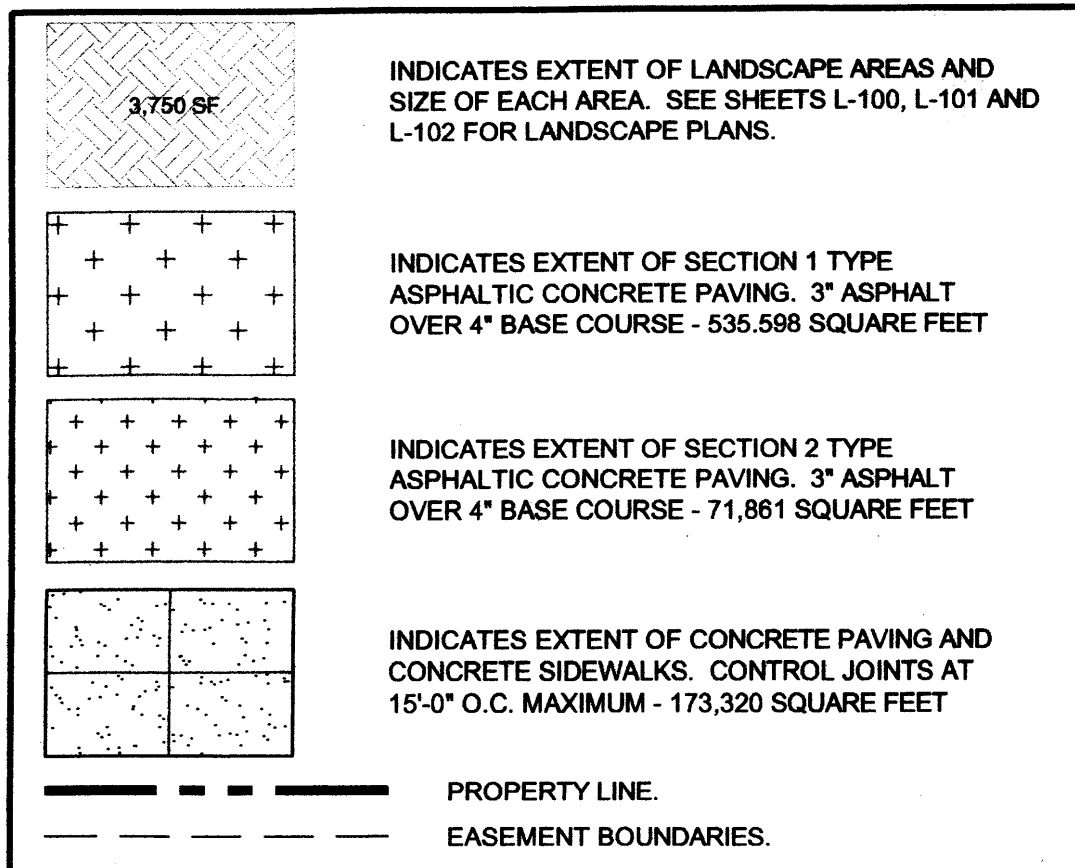 3,750 SF
INDICATES EXTENT OF LANDSCAPE AREAS AND
SIZE OF EACH AREA. SEE SHEETS L-100, L-101 AND
L-102 FOR LANDSCAPE PLANS.
INDICATES EXTENT OF SECTION 1 TYPE
ASPHALTIC CONCRETE PAVING. 3" ASPHALT
OVER 4" BASE COURSE - 535.598 SQUARE FEET
INDICATES EXTENT OF SECTION 2 TYPE
ASPHALTIC CONCRETE PAVING. 3" ASPHALT
OVER 4" BASE COURSE - 71,861 SQUARE FEET
INDICATES EXTENT OF CONCRETE PAVING AND
CONCRETE SIDEWALKS. CONTROL JOINTS AT
15'-0" O.C. MAXIMUM - 173,320 SQUARE FEET
PROPERTY LINE.
EASEMENT BOUNDARIES.